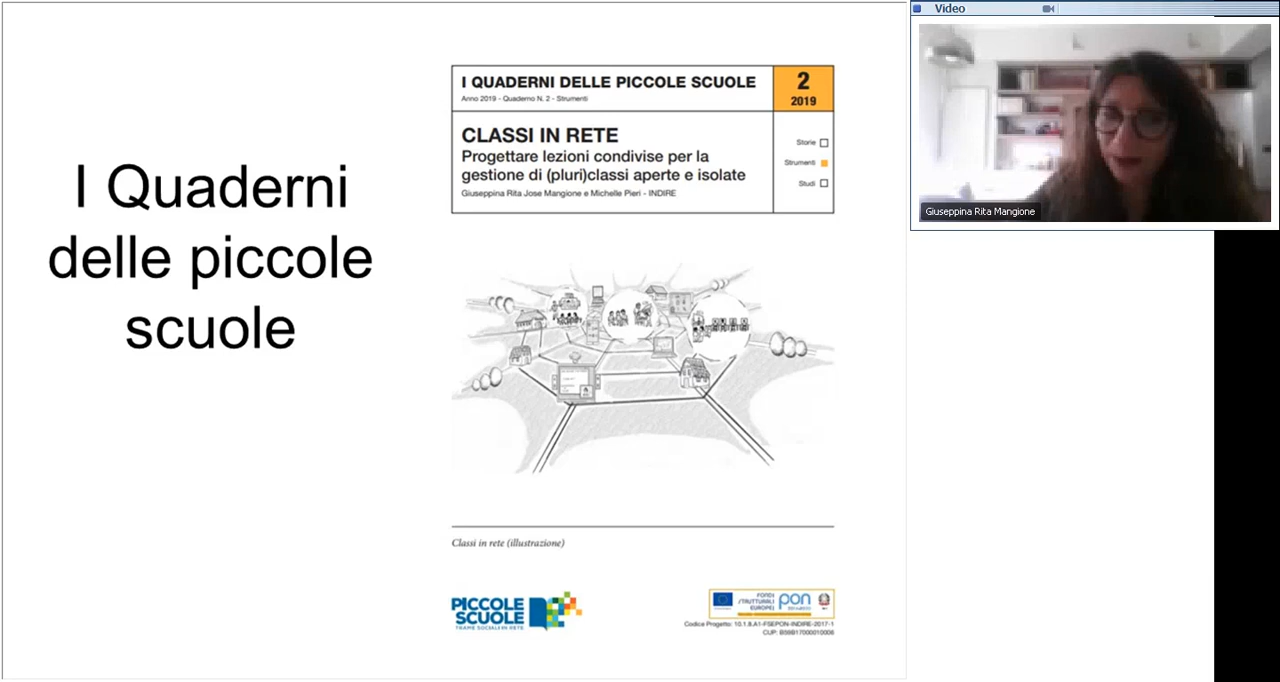 I Quaderni
delle piccole
scuole
I QUADERNI DELLE PICCOLE SCUOLE
Anno 2019 - Quaderno N. 2 - Strumenti
2
2019
CLASSI IN RETE
Progettare lezioni condivise per la
gestione di (pluri)classi aperte e isolate
Giuseppina Rita Jose Mangione e Michelle Pieri - INDIRE
Storie
Strumenti
Studi
Classi in rete (illustrazione)
PICCOLE
SCUOLE
TRAME SOCIALI IN RETE
FONDI
STRUTTURALI
EUROPEI
pon
Codice Progetto: 10.1.8.A1-FSEPON-INDIRE-2017-1
CUP: B59B17000010006
Video
Giuseppina Rita Mangione